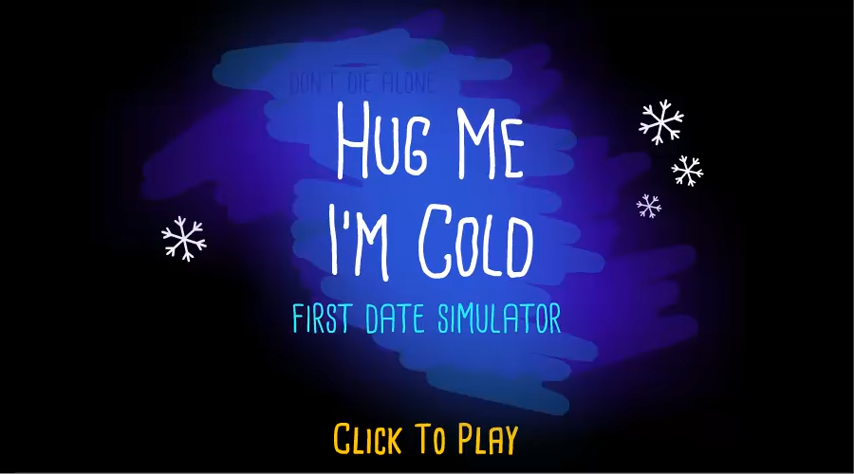 DON'T DIE ALONE
HUG ME
I'M COLD
FIRST DATE SIMULATOR
CLICK TO PLAY